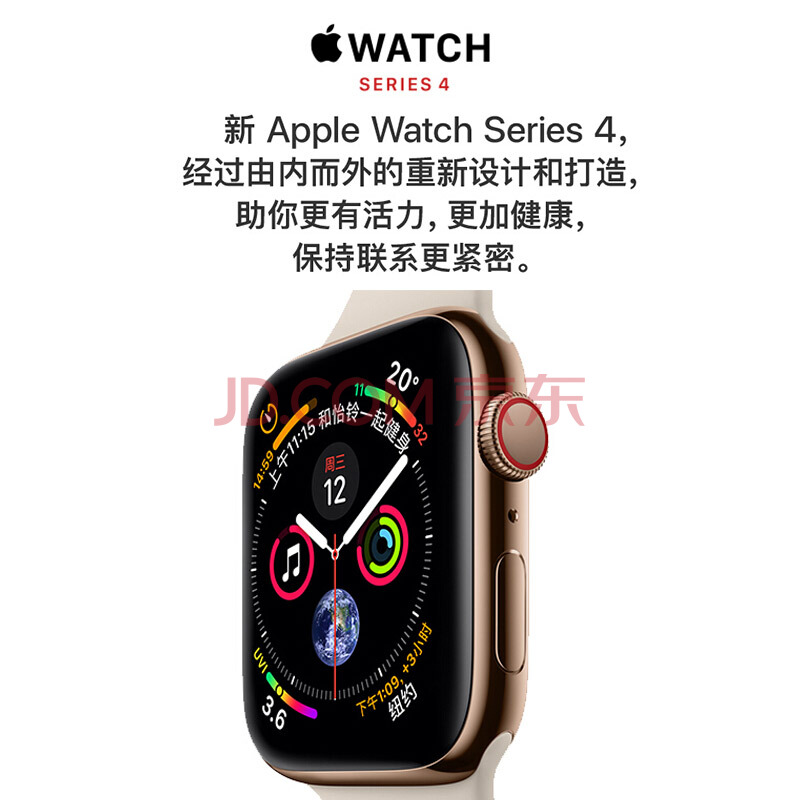 WATCH
SERIES 4
新 Apple Watch Series 4,
经过由内而外的重新设计和打造,
助你更有活力, 更加健康,
保持联系更紧密。
JD.COM 京东
20°
11
32
14:59
上午11:15 和怡铃一起健身
周三
12
UVI
3.6
下午1:09, +3小时
纽约